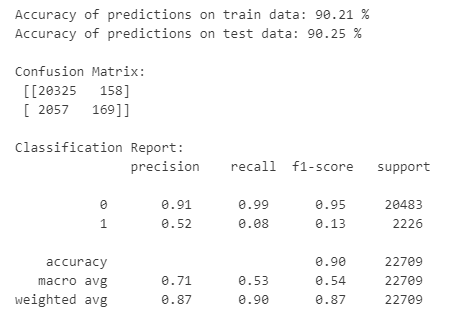 Accuracy of predictions on train data: 90.21 %
Accuracy of predictions on test data: 90.25 %
Confusion Matrix:
[[20325 158]
[ 2057 169]]
Classification Report:
precision recall f1-score support
0 0.91 0.99 0.95 20483
1 0.52 0.08 0.13 2226
accuracy 0.90 22709
macro avg 0.71 0.53 0.54 22709
weighted avg 0.87 0.90 0.87 22709